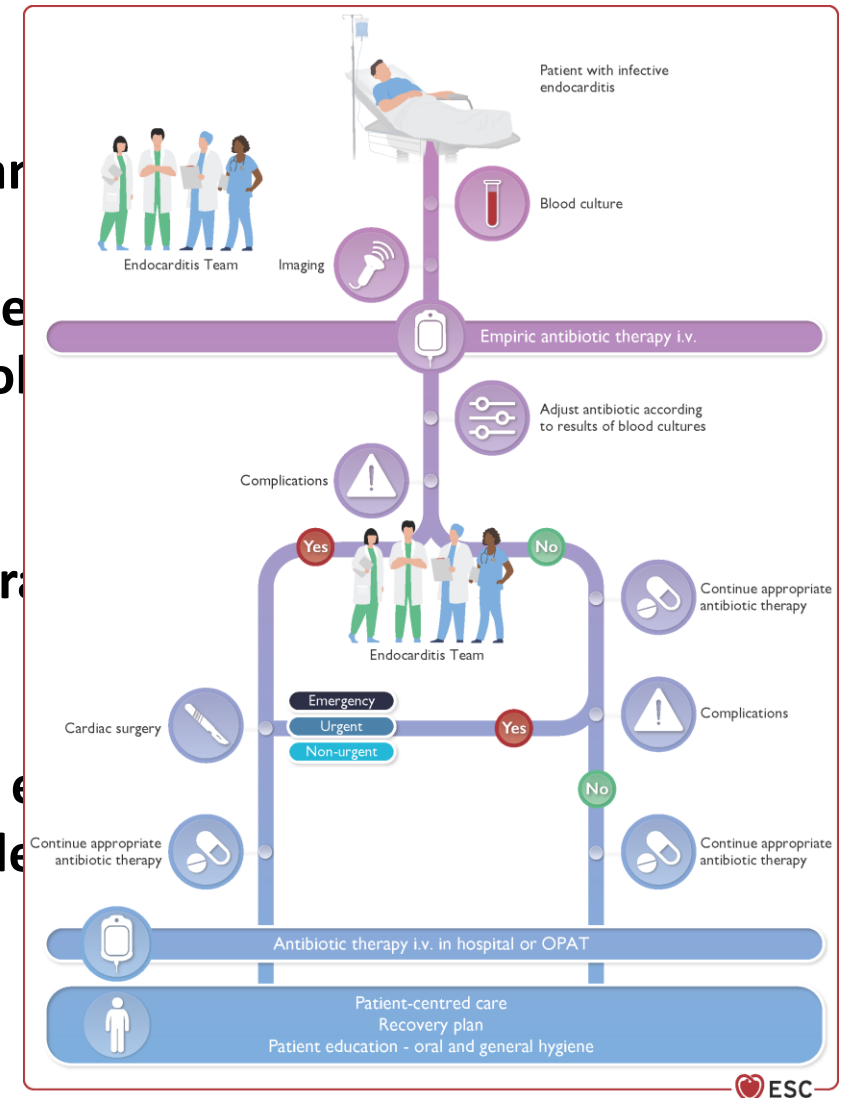 Patient with infective
endocarditis
Blood culture
Endocarditis Team
Imaging
Empiric antibiotic therapy i.v.
Adjust antibiotic according
to results of blood cultures
Complications
Yes
No
Continue appropriate
antibiotic therapy
Endocarditis Team
Emergency
Urgent
Non-urgent
Cardiac surgery
Yes
Complications
No
Continue appropriate
antibiotic therapy
Continue appropriate
antibiotic therapy
Antibiotic therapy i.v. in hospital or OPAT
Patient-centred care
Recovery plan
Patient education - oral and general hygiene
ESC